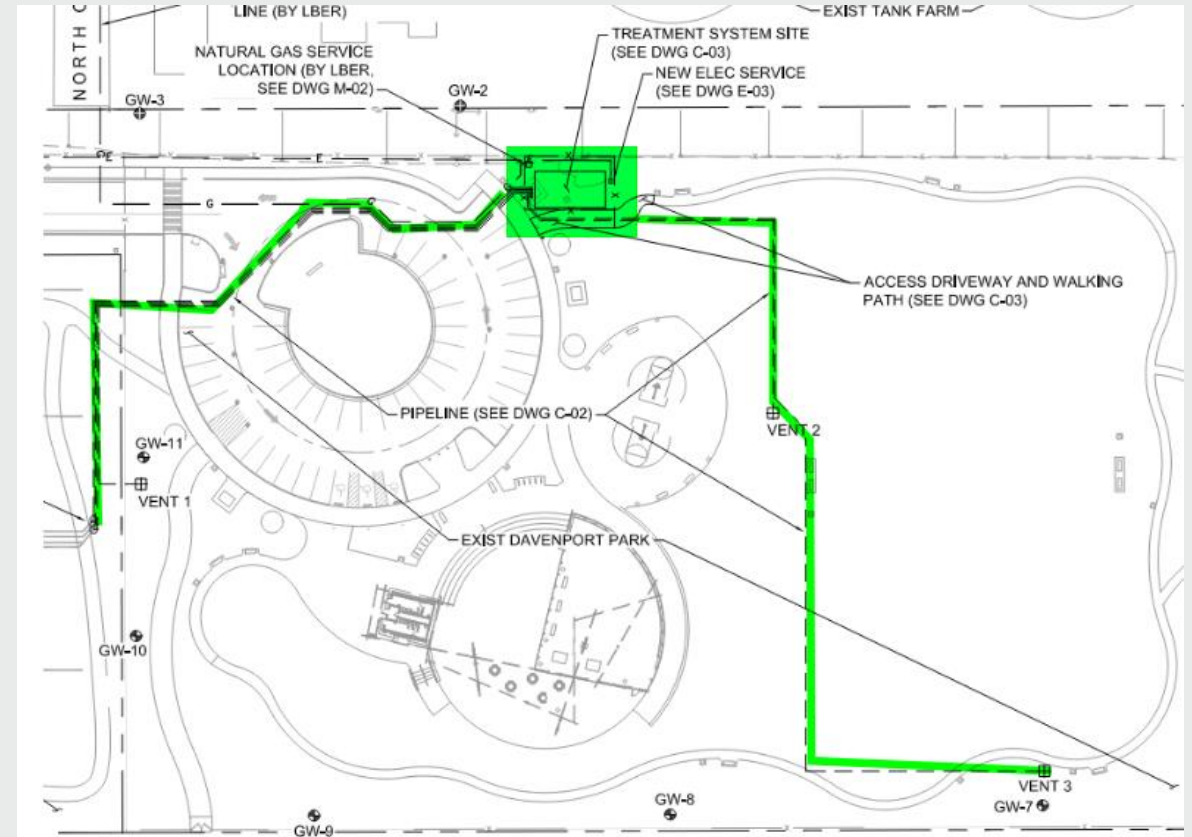 LINE (BY LBER)
EXIST TANK FARM
NORTH C
NATURAL GAS SERVICE
LOCATION (BY LBER,
SEE DWG M-02)
TREATMENT SYSTEM SITE
(SEE DWG C-03)
NEW ELEC SERVICE
(SEE DWG E-03)
GW-3
GW-2
E
G
G
ACCESS DRIVEWAY AND WALKING
PATH (SEE DWG C-03)
PIPELINE (SEE DWG C-02)
VENT 2
GW-11
VENT 1
EXIST DAVENPORT PARK
GW-10
VENT 3
GW-8
GW-7
GW-9